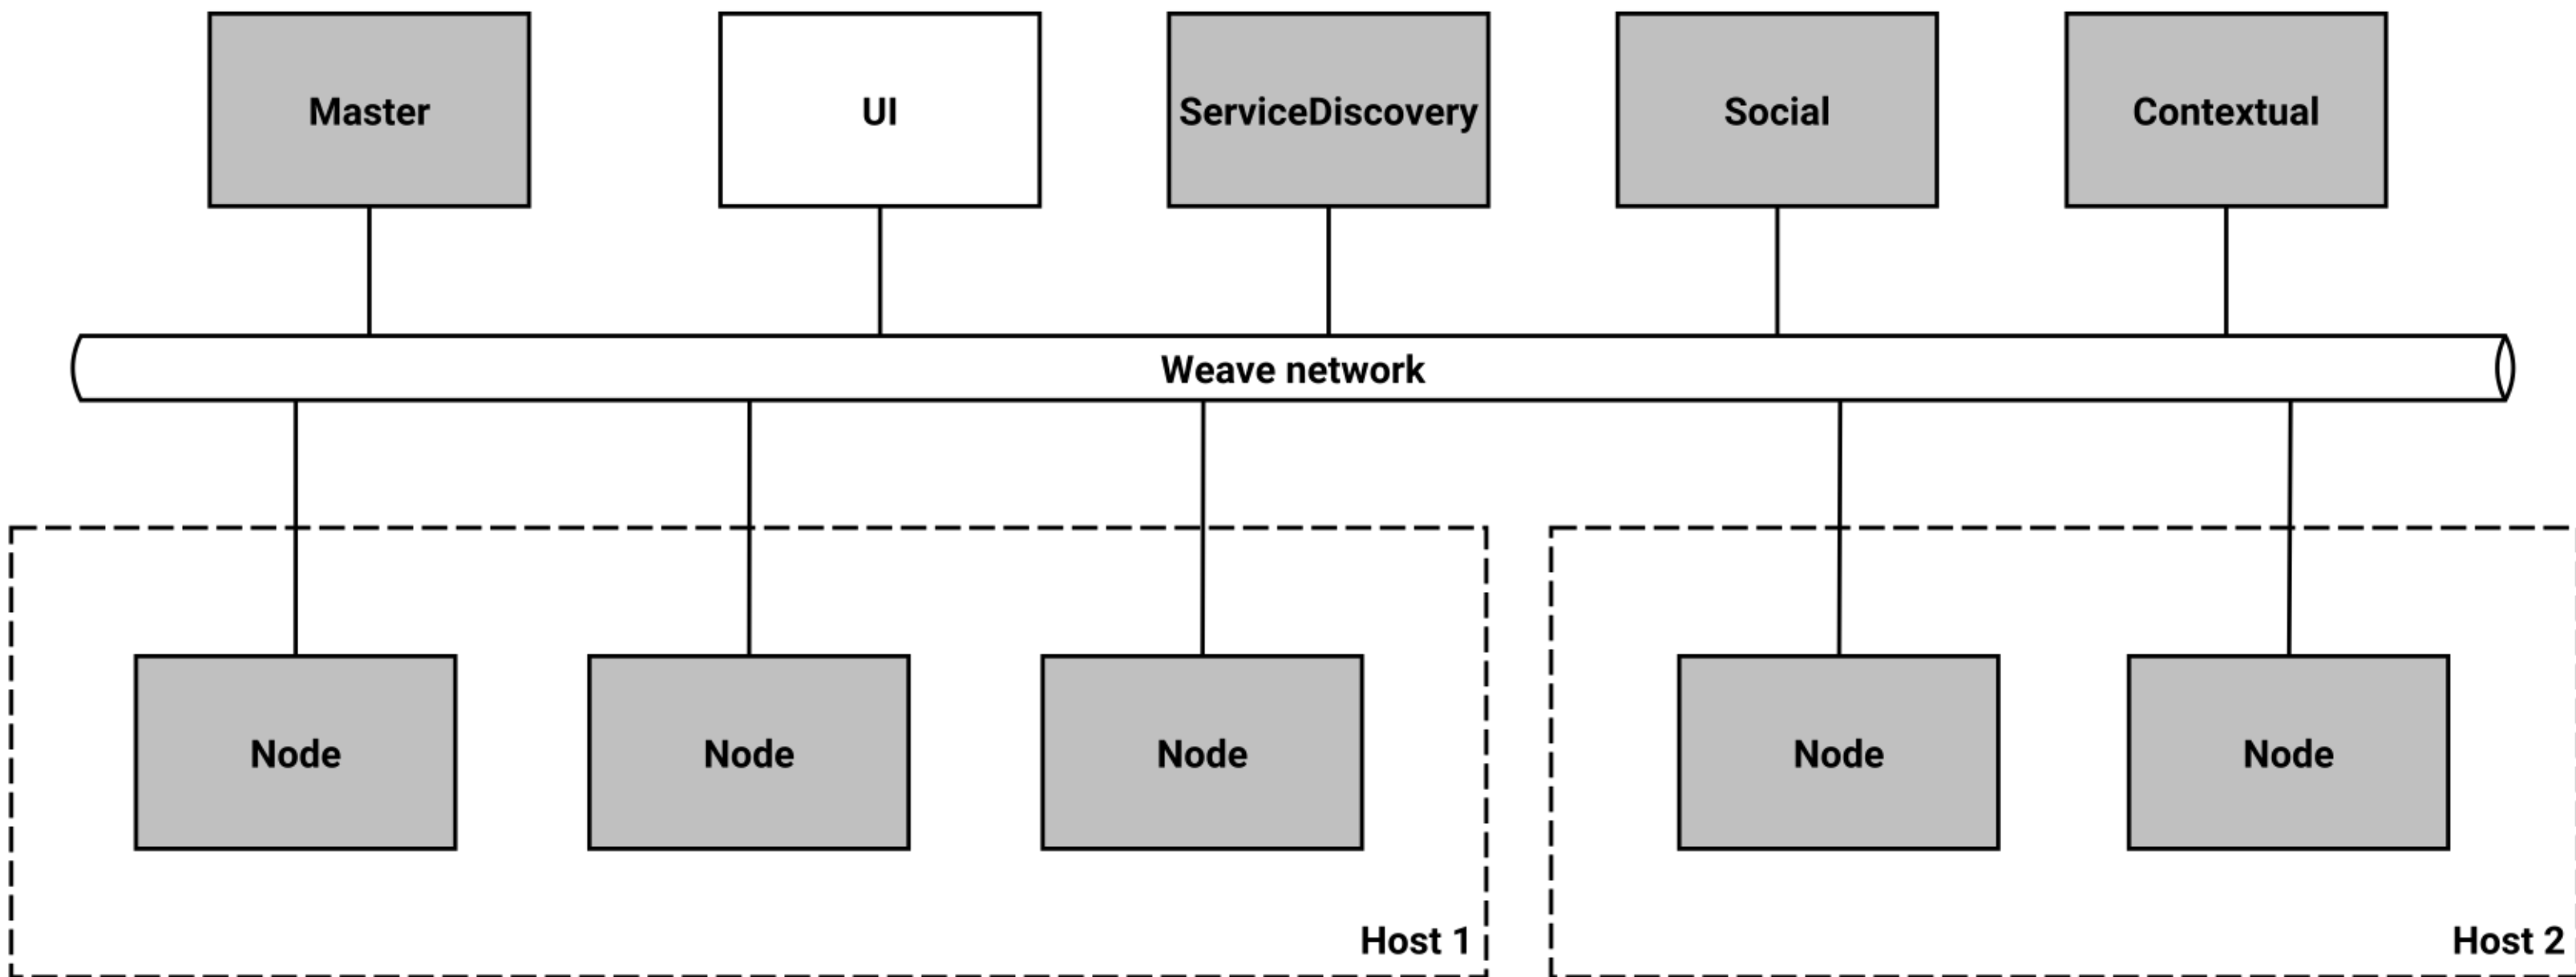 Master
UI
ServiceDiscovery
Social
Contextual
Weave network
Node
Node
Node
Node
Node
Host 1
Host 2